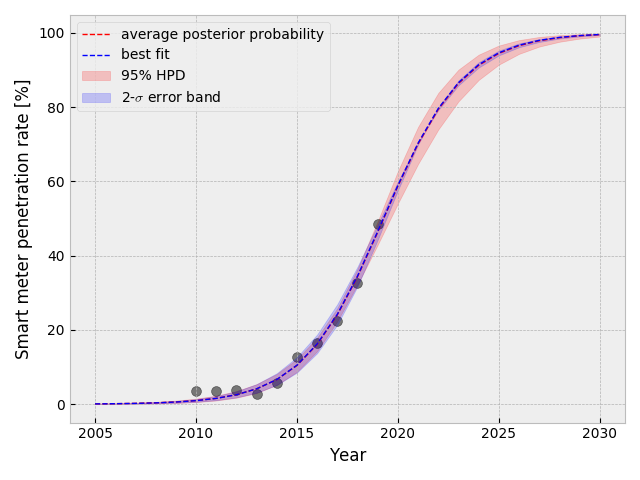 average posterior probability
best fit
95% HPD
2-σ error band
Smart meter penetration rate [%]
100
80
60
40
20
0
2005
2010
2015
2020
2025
2030
Year